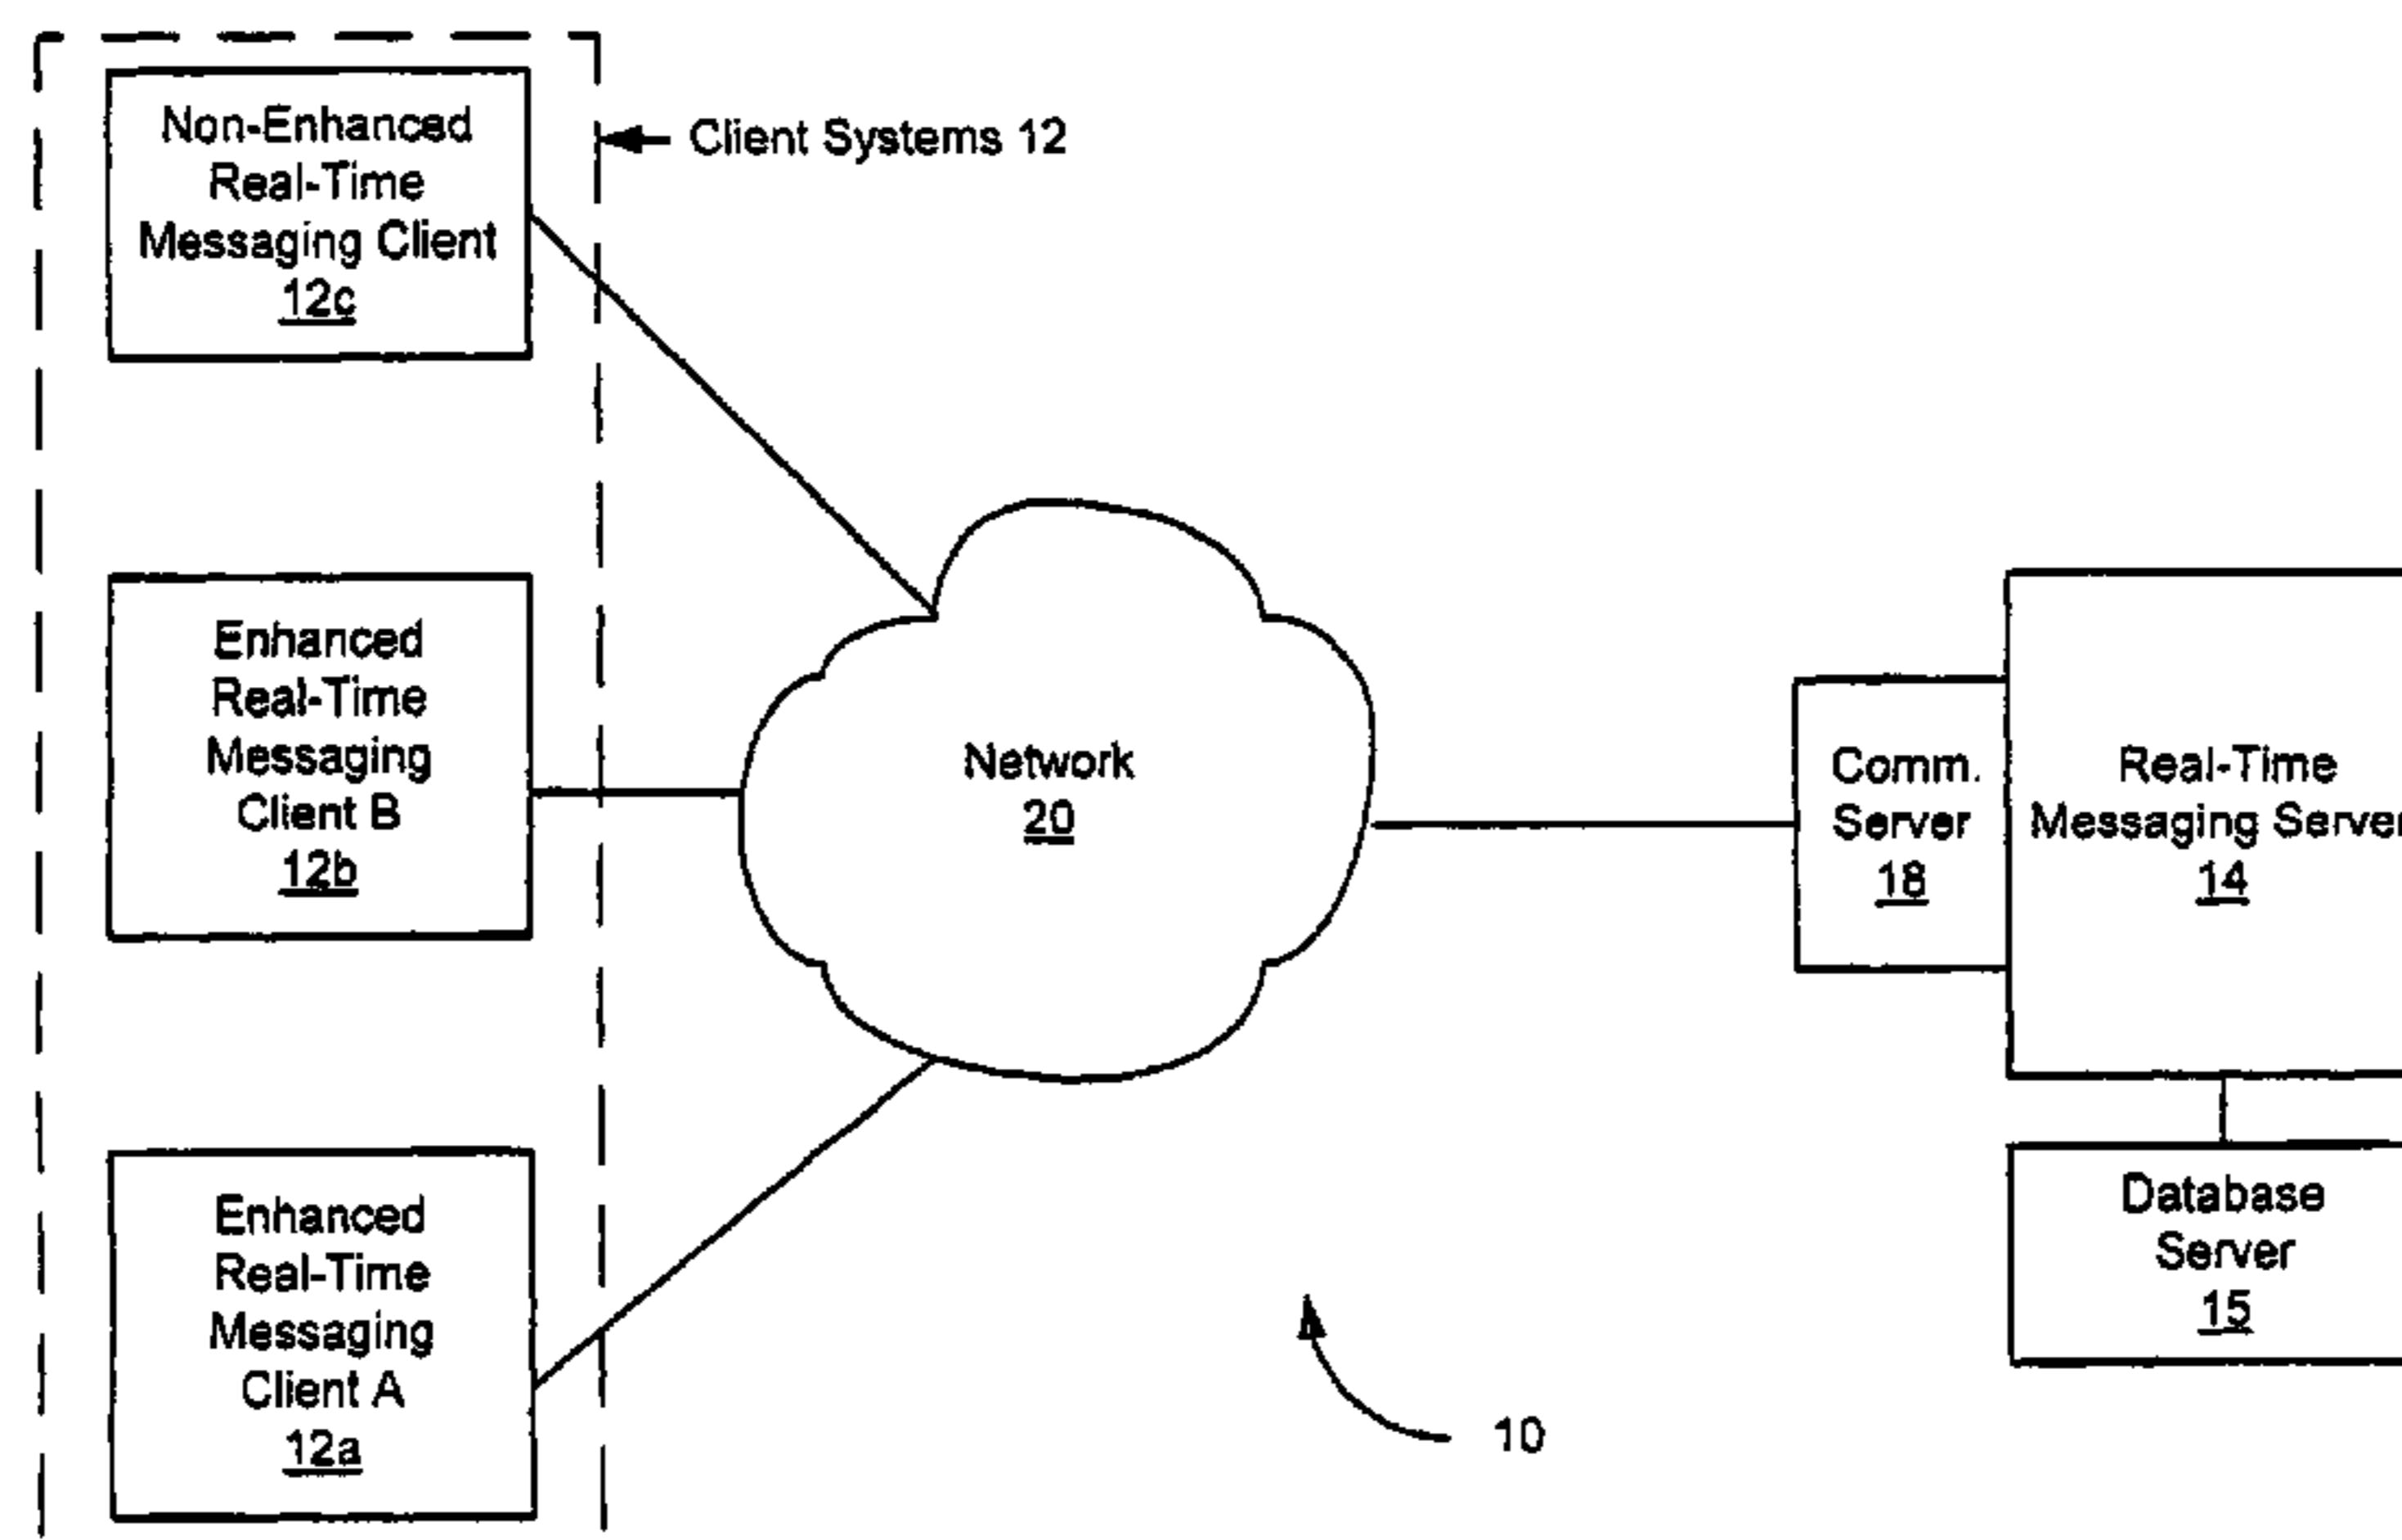 Non-Enhanced
Real-Time
Messaging Client
12c
Client Systems 12
Enhanced
Real-Time
Messaging
Client B
12b
Network
20
Comm.
Server
18
Real-Time
Messaging Server
14
Enhanced
Real-Time
Messaging
Client A
12a
Database
Server
15
10